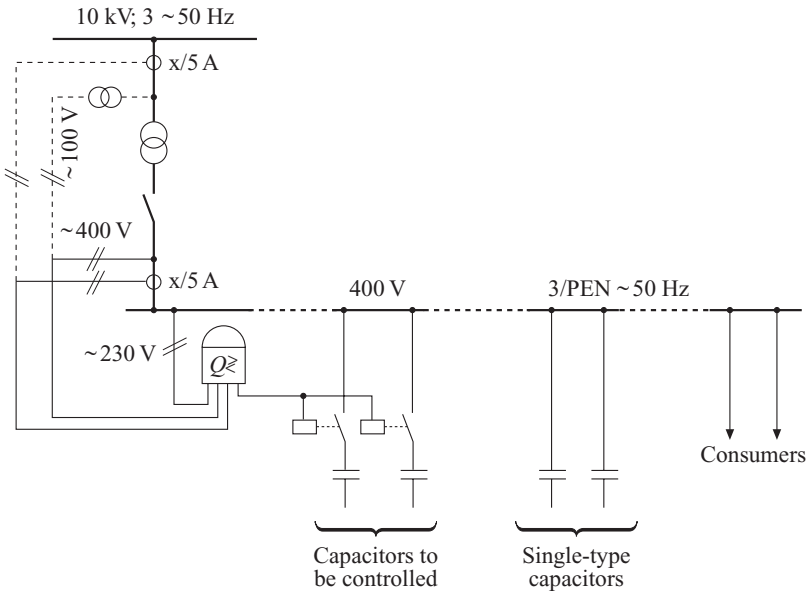 10 kV; 3 ~50 Hz
x/5 A
~100 V
~400 V
x/5 A
400 V
3/PEN ~50 Hz
~230 V
Q≷
Consumers
Capacitors to
be controlled
Single-type
capacitors